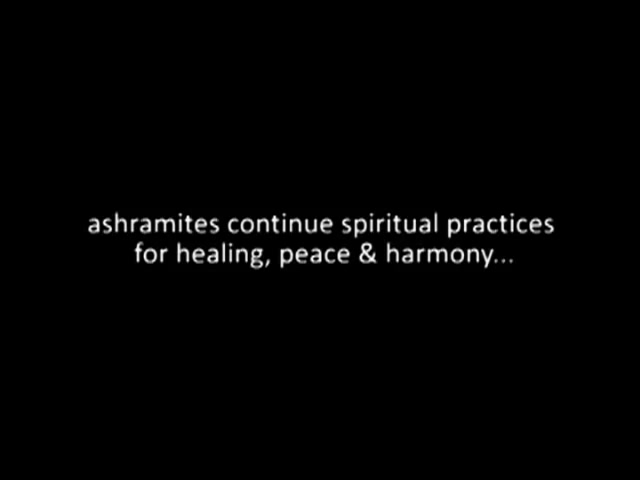 ashramites continue spiritual practices
for healing, peace & harmony...